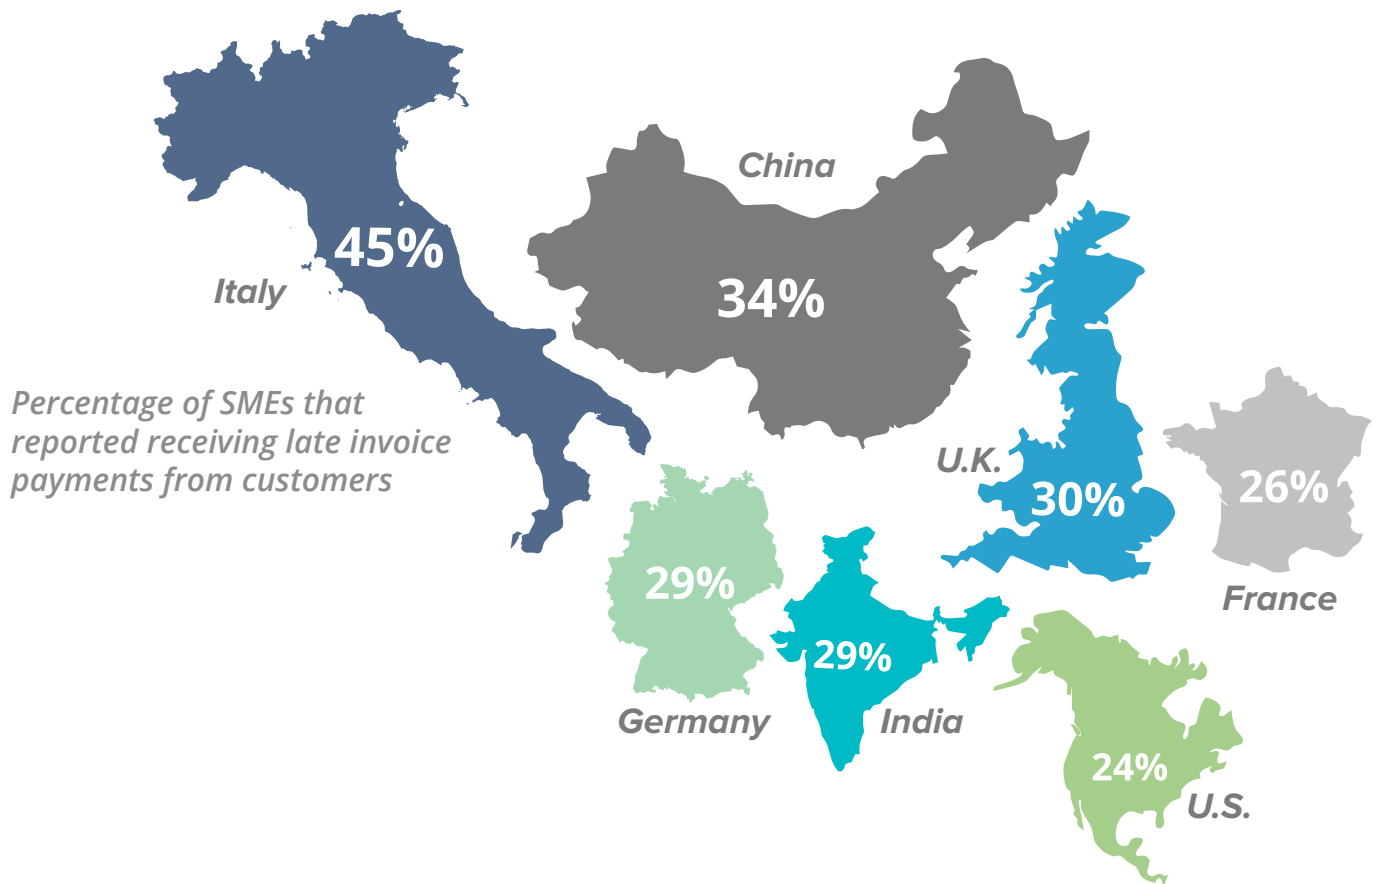 China
45%
Italy
34%
Percentage of SMEs that
reported receiving late invoice
payments from customers
U.K.
30%
26%
France
29%
Germany
29%
India
24%
U.S.